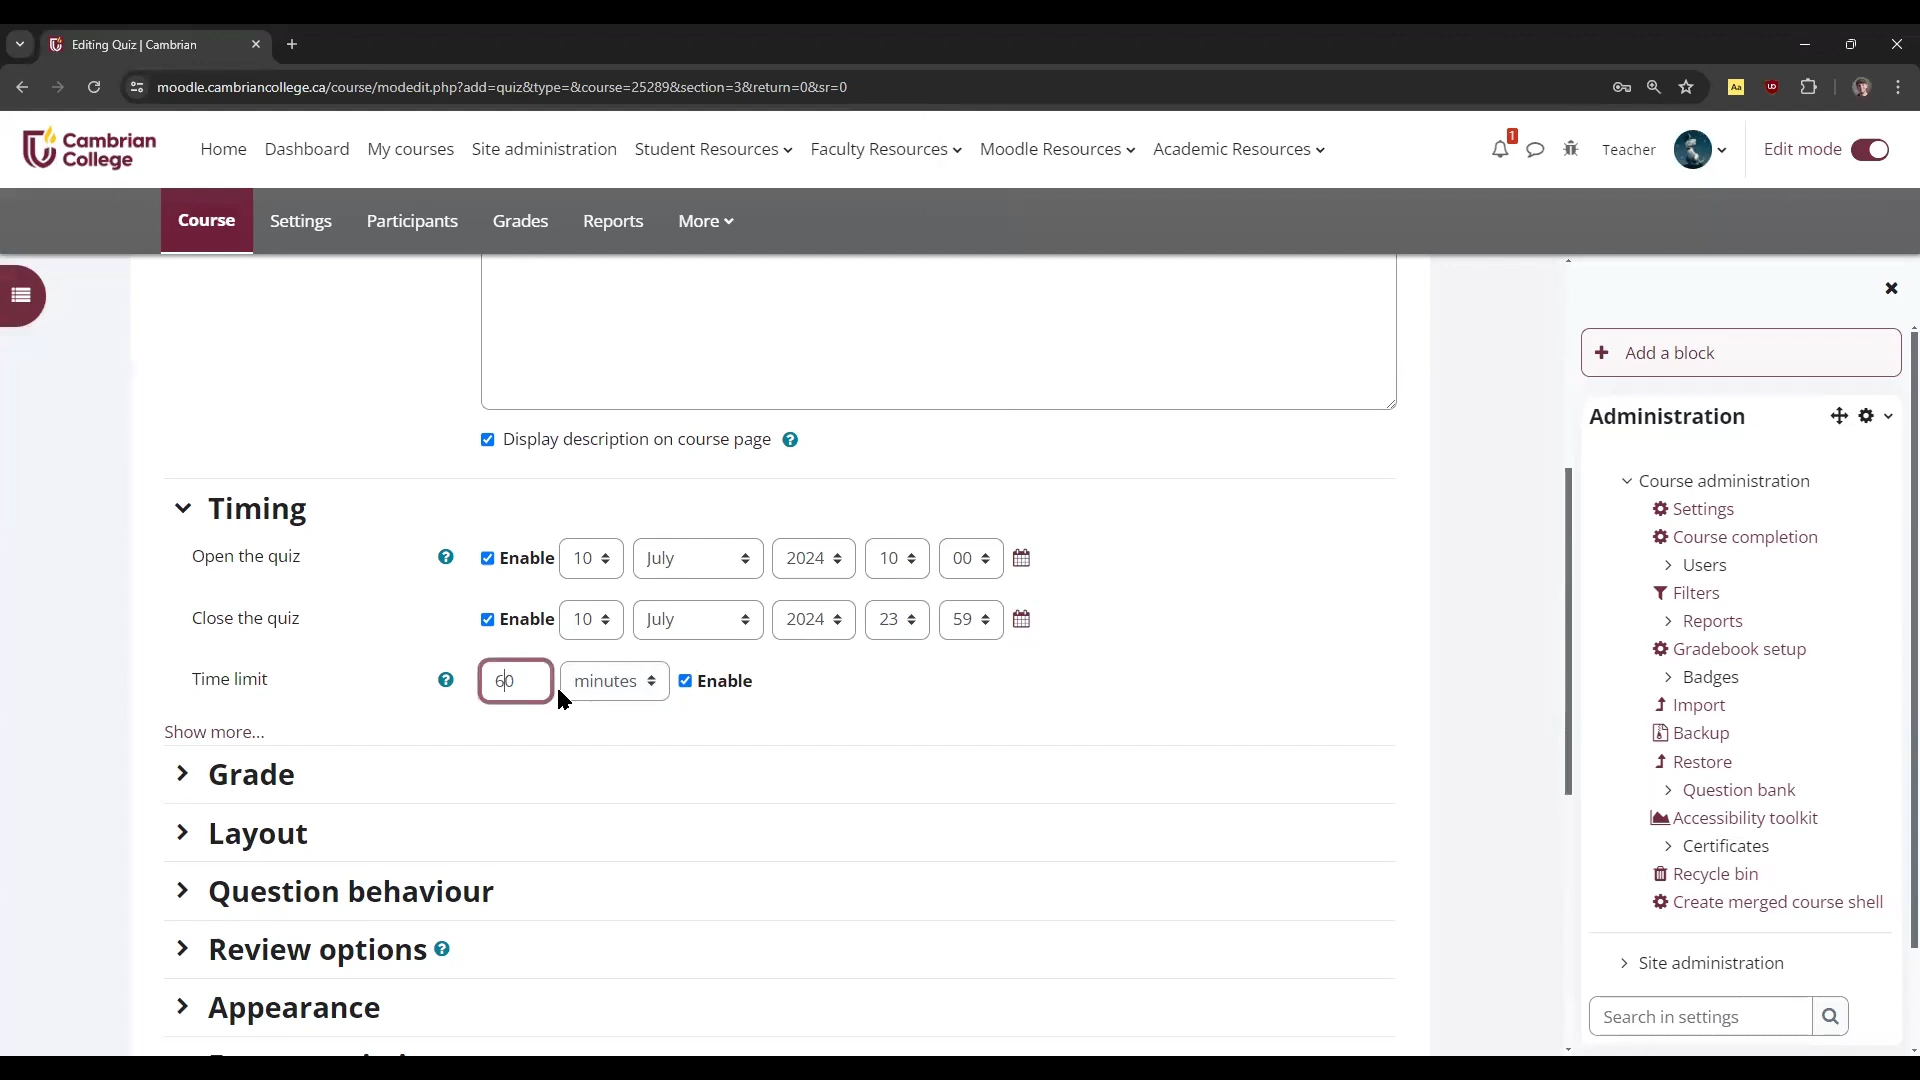 Editing Quiz | Cambrian
moodle.cambriancollege.ca/course/modedit.php?add=quiz&type=&course=25289&section=3&return=0&sr=0
Aa
Cambrian
College
Home Dashboard My courses Site administration Student Resources Faculty Resources Moodle Resources Academic Resources
1
Teacher
Edit mode
Course Settings Participants Grades Reports More
Display description on course page ?
Timing
Open the quiz ? Enable 10 July 2024 10 00
Close the quiz Enable 10 July 2024 23 59
Time limit ? 60 minutes Enable
Show more...
Grade
Layout
Question behaviour
Review options ?
Appearance
Add a block
Administration
Course administration
Settings
Course completion
Users
Filters
Reports
Gradebook setup
Badges
Import
Backup
Restore
Question bank
Accessibility toolkit
Certificates
Recycle bin
Create merged course shell
Site administration
Search in settings